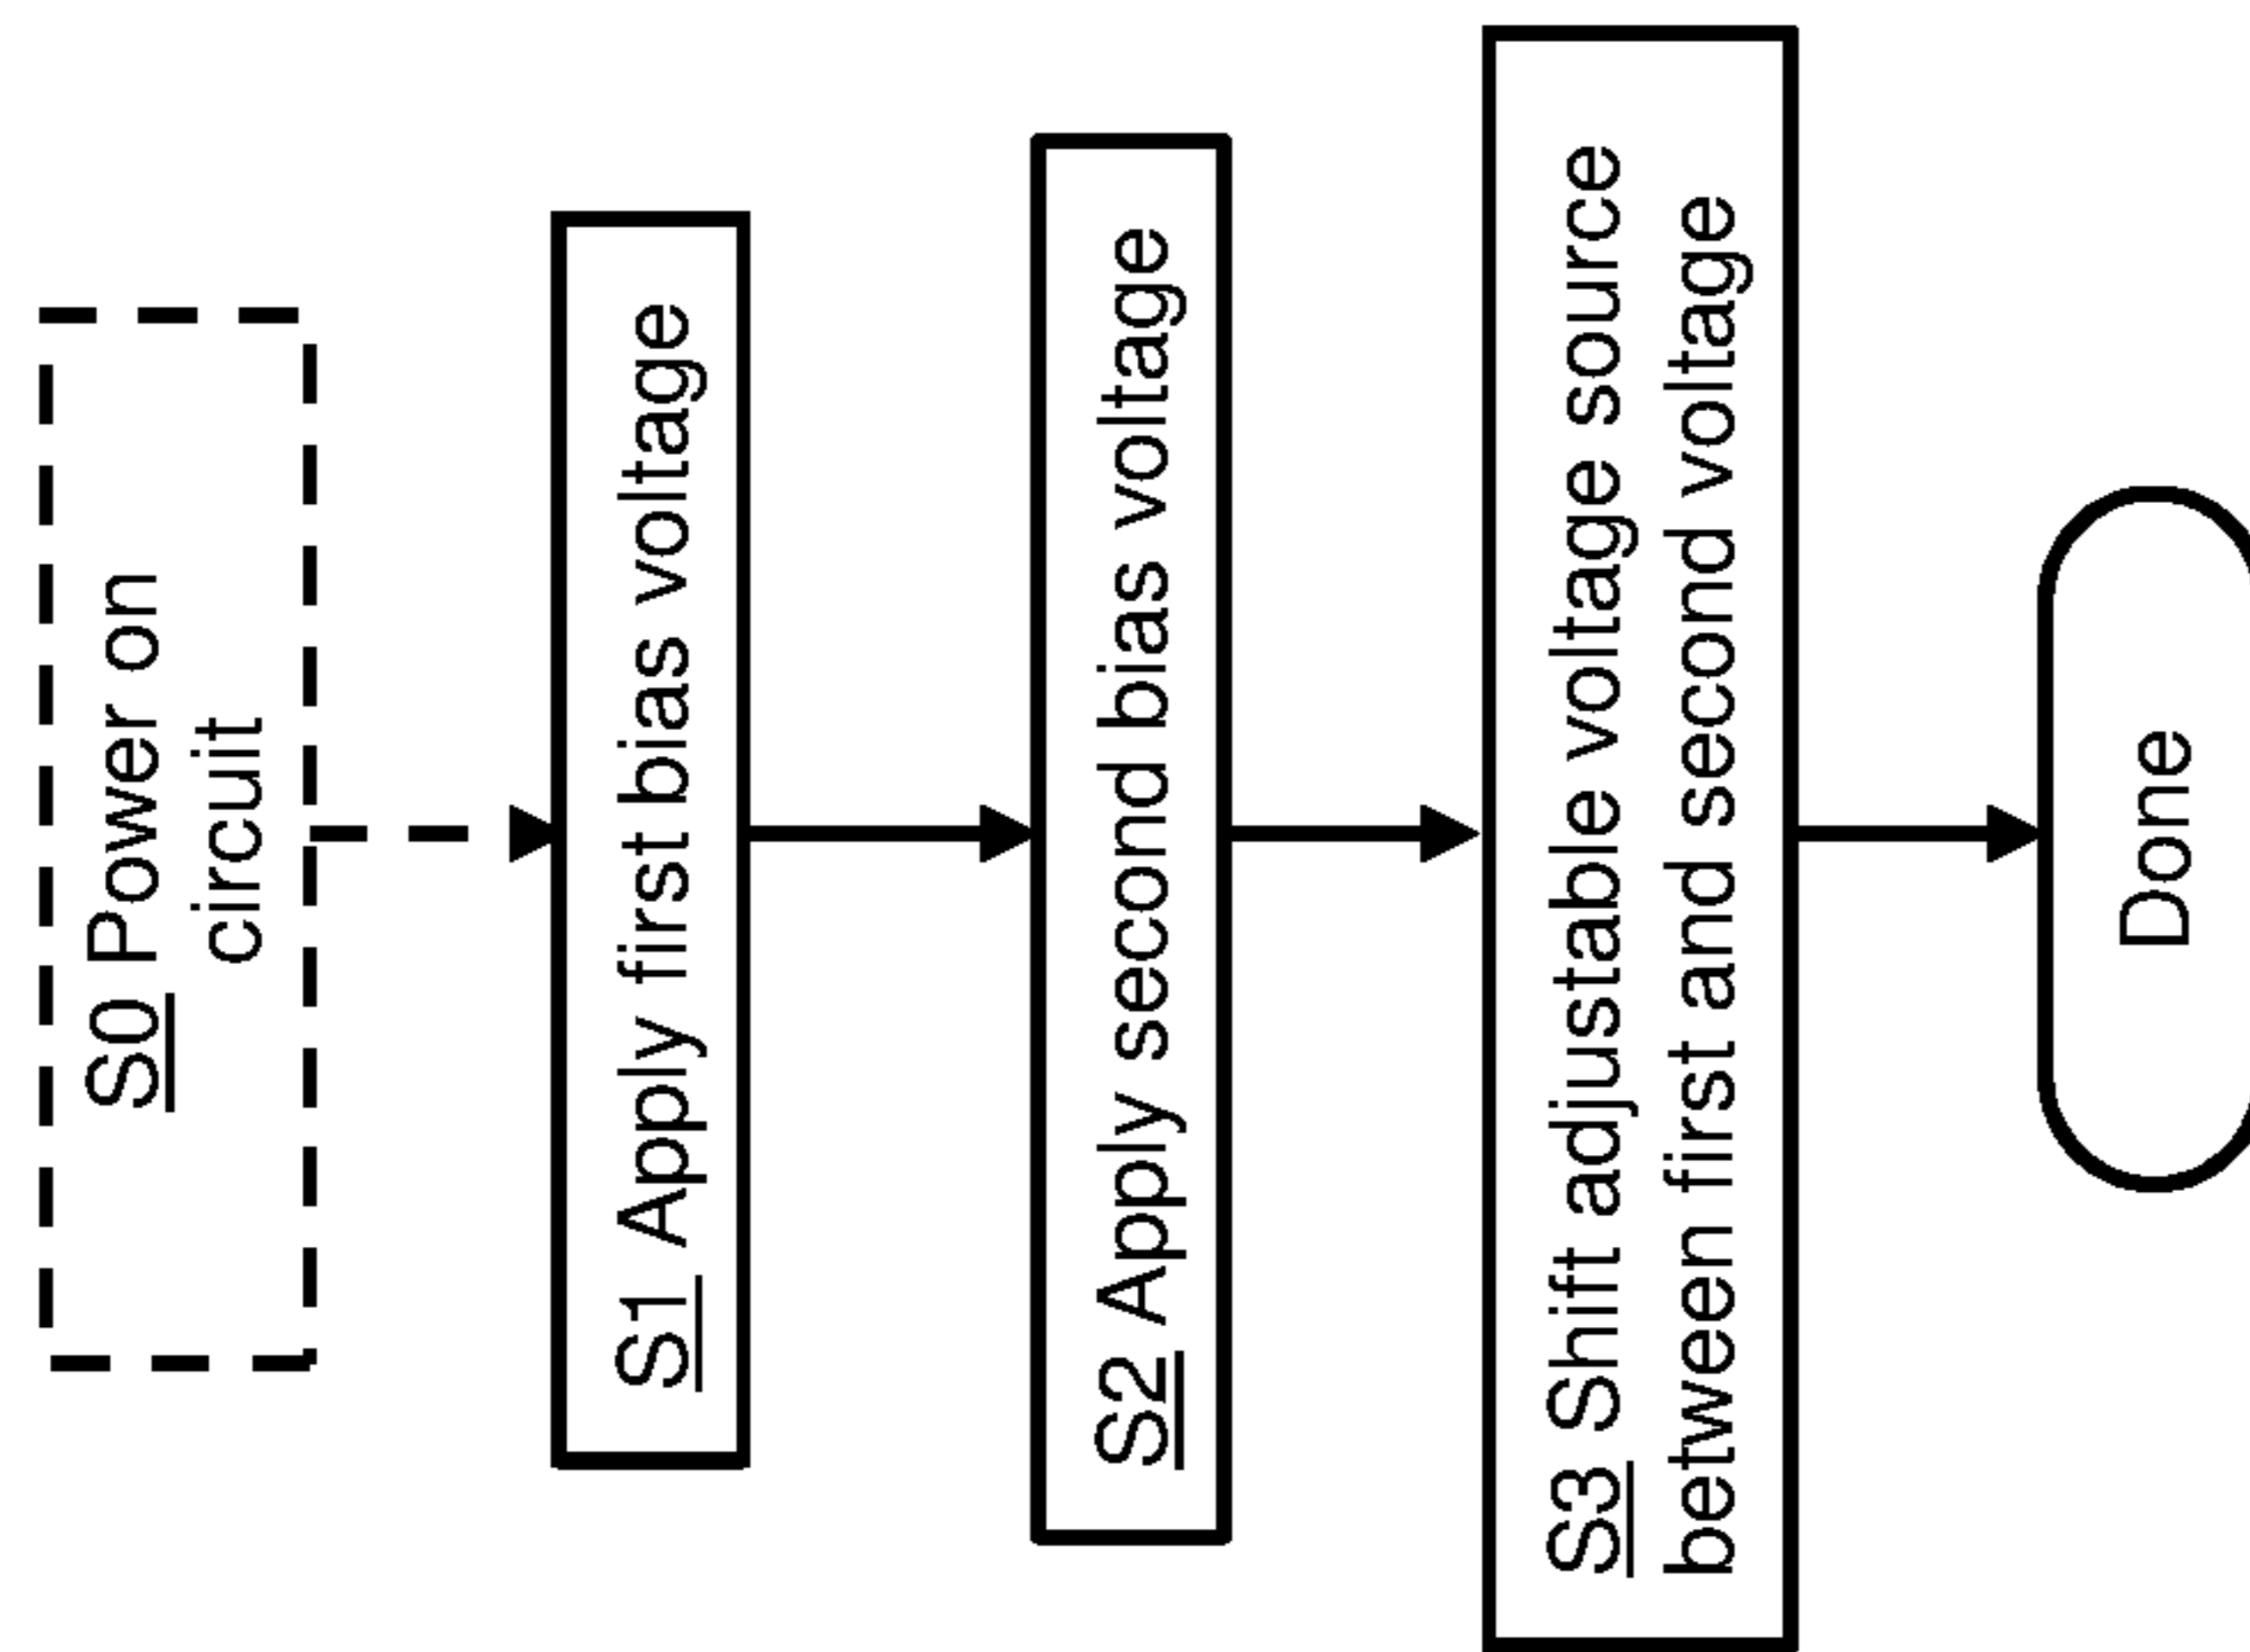 S0 Power on
circuit
S1 Apply first bias voltage
S2 Apply second bias voltage
S3 Shift adjustable voltage source
between first and second voltage
Done